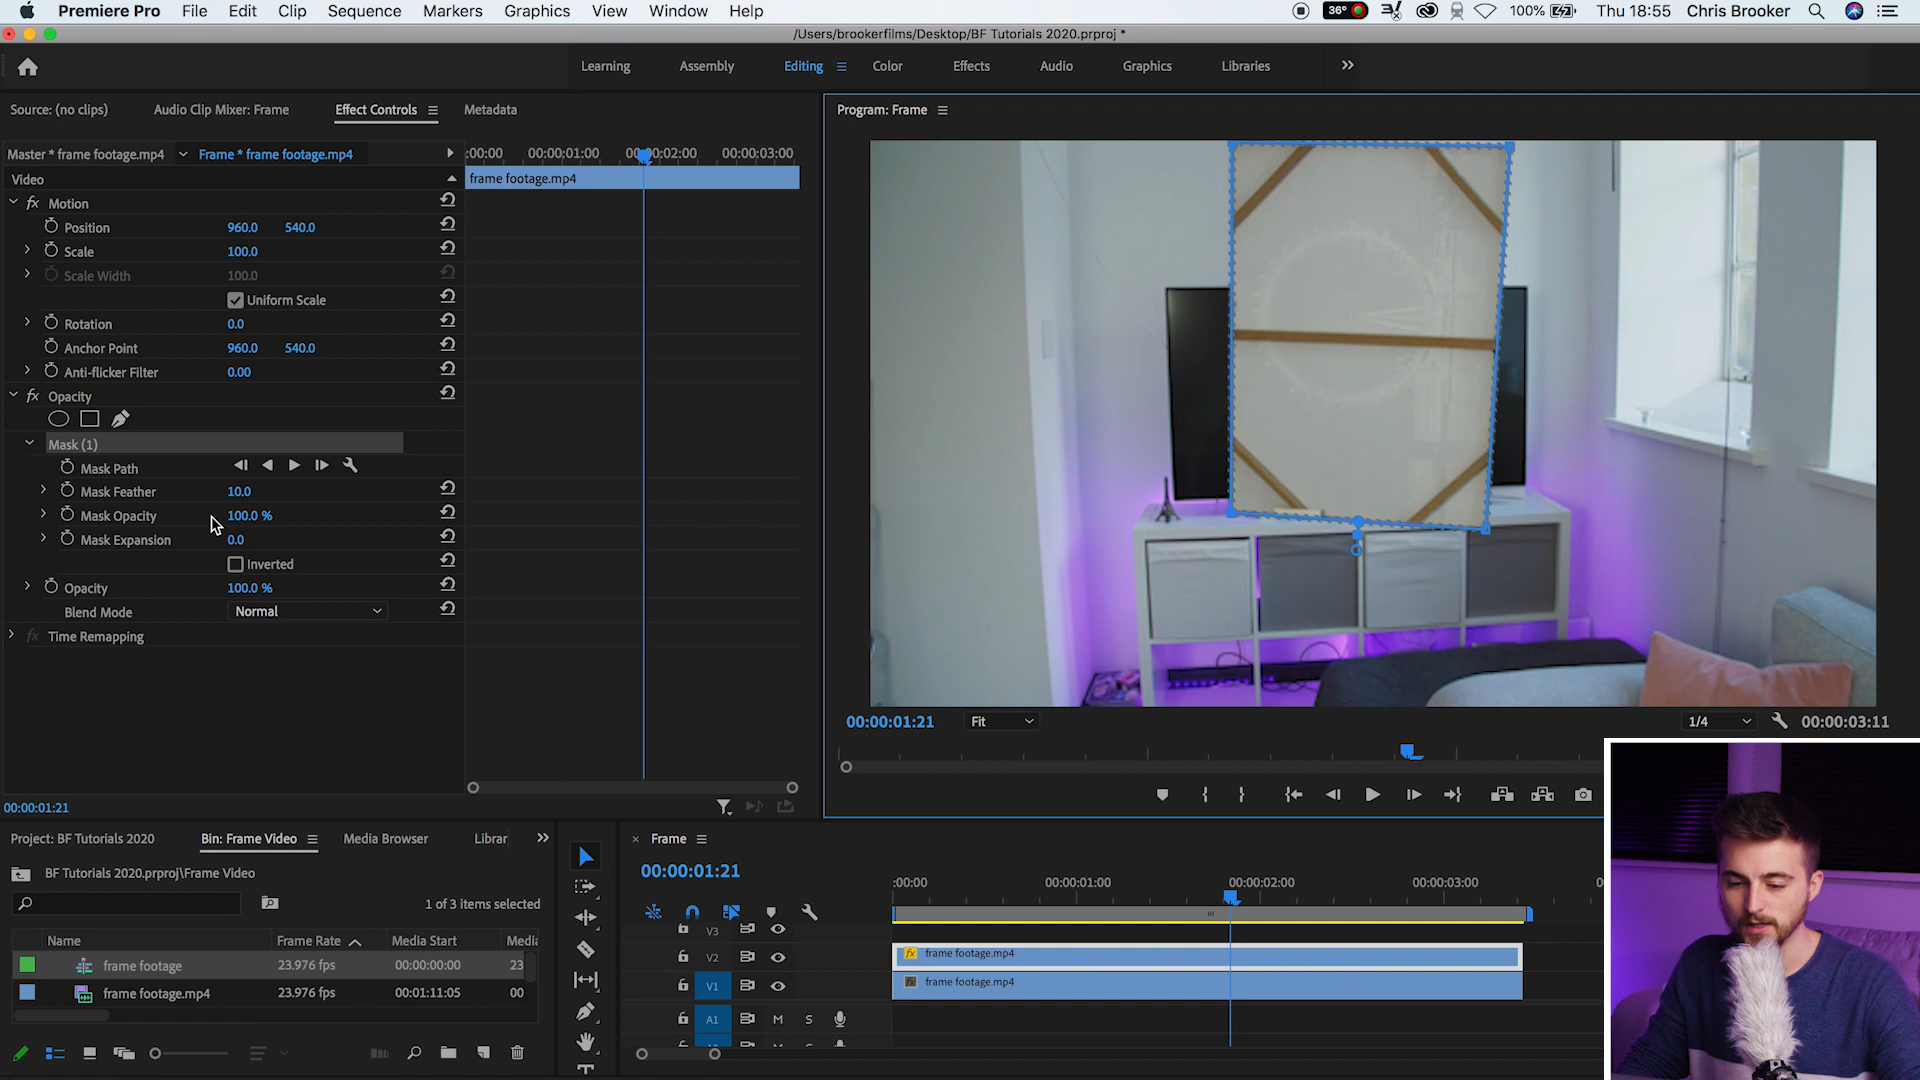 Premiere Pro File Edit Clip Sequence Markers Graphics View Window Help 36° 100% Thu 18:55 Chris Brooker
/Users/brookerfilms/Desktop/BF Tutorials 2020.prproj *
Learning Assembly Editing Color Effects Audio Graphics Libraries
Source: (no clips) Audio Clip Mixer: Frame Effect Controls Metadata
Program: Frame
Master * frame footage.mp4 Frame * frame footage.mp4
:00:00 00:00:01:00 00:00:02:00 00:00:03:00
Video
frame footage.mp4
fx Motion
Position 960.0 540.0
Scale 100.0
Scale Width 100.0
Uniform Scale
Rotation 0.0
Anchor Point 960.0 540.0
Anti-flicker Filter 0.00
fx Opacity
Mask (1)
Mask Path
Mask Feather 10.0
Mask Opacity 100.0 %
Mask Expansion 0.0
Inverted
Opacity 100.0 %
Blend Mode Normal
fx Time Remapping
00:00:01:21
00:00:01:21 Fit 1/4 00:00:03:11
Project: BF Tutorials 2020 Bin: Frame Video Media Browser Librar
BF Tutorials 2020.prproj\Frame Video
1 of 3 items selected
Name Frame Rate Media Start Media
frame footage 23.976 fps 00:00:00:00 23
frame footage.mp4 23.976 fps 00:01:11:05 00
Frame
00:00:01:21
:00:00 00:00:01:00 00:00:02:00 00:00:03:00
V3
V2 fx frame footage.mp4
V1 fx frame footage.mp4
A1 M S